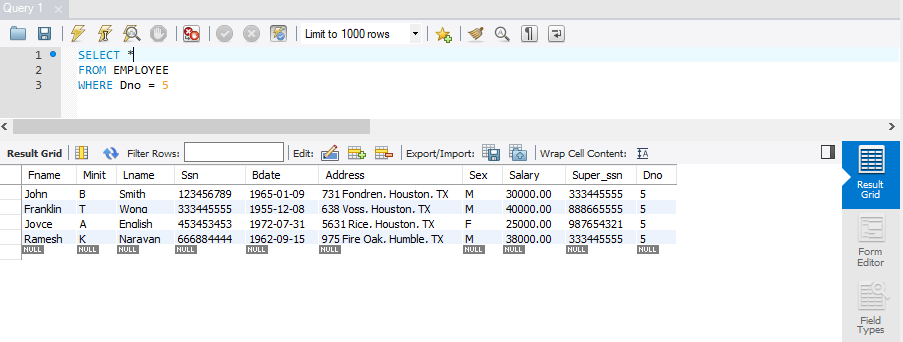 Query 1
Limit to 1000 rows
1 SELECT *
2 FROM EMPLOYEE
3 WHERE Dno = 5
Result Grid Filter Rows: Edit: Export/Import: Wrap Cell Content: IA
Fname Minit Lname Ssn Bdate Address Sex Salary Super_ssn Dno
John B Smith 123456789 1965-01-09 731 Fondren, Houston, TX M 30000.00 333445555 5
Franklin T Wong 333445555 1955-12-08 638 Voss, Houston, TX M 40000.00 888665555 5
Joyce A English 453453453 1972-07-31 5631 Rice, Houston, TX F 25000.00 987654321 5
Ramesh K Narayan 666884444 1962-09-15 975 Fire Oak, Humble, TX M 38000.00 333445555 5
NULL NULL NULL NULL NULL NULL NULL NULL NULL NULL
Result
Grid
Form
Editor
Field
Types